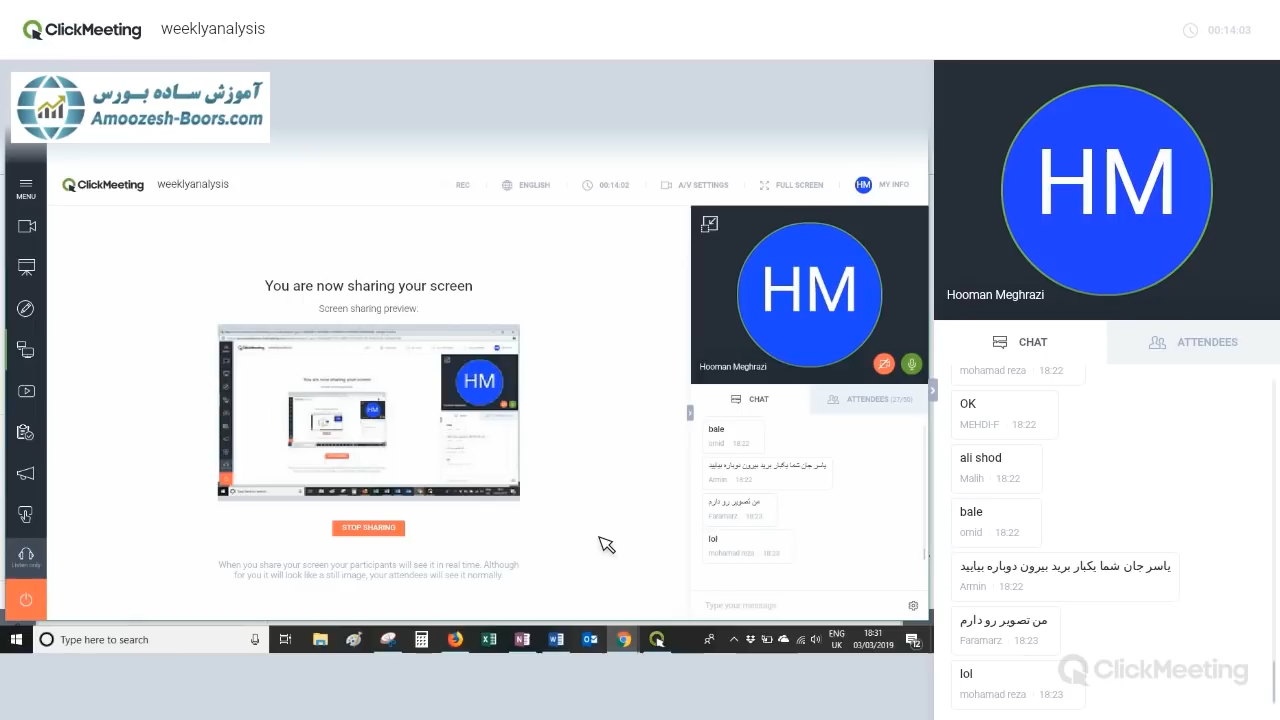 ClickMeeting weeklyanalysis 00:14:03
آموزش ساده بورس
Amoozesh-Boors.com
MENU
ClickMeeting weeklyanalysis REC ENGLISH 00:14:02 A/V SETTINGS FULL SCREEN HM MY INFO
You are now sharing your screen
Screen sharing preview:
HM
STOP SHARING
When you share your screen your participants will see it in real time. Although
for you it will look like a still image, your attendees will see it normally
Listen only
HM
Hooman Meghrazi
CHAT ATTENDEES (27/50)
bale
omid 18:22
یاسر جان شما یکبار برید بیرون دوباره بیایید
Armin 18:22
من تصویر رو دارم
Faramarz 18:23
lol
mohamad reza 18:23
Type your message
Type here to search
ENG
UK
18:31
03/03/2019
12
HM
Hooman Meghrazi
CHAT ATTENDEES
mohamad reza 18:22
OK
MEHDI-F 18:22
ali shod
Malih 18:22
bale
omid 18:22
یاسر جان شما یکبار برید بیرون دوباره بیایید
Armin 18:22
من تصویر رو دارم
Faramarz 18:23
lol
mohamad reza 18:23
ClickMeeting